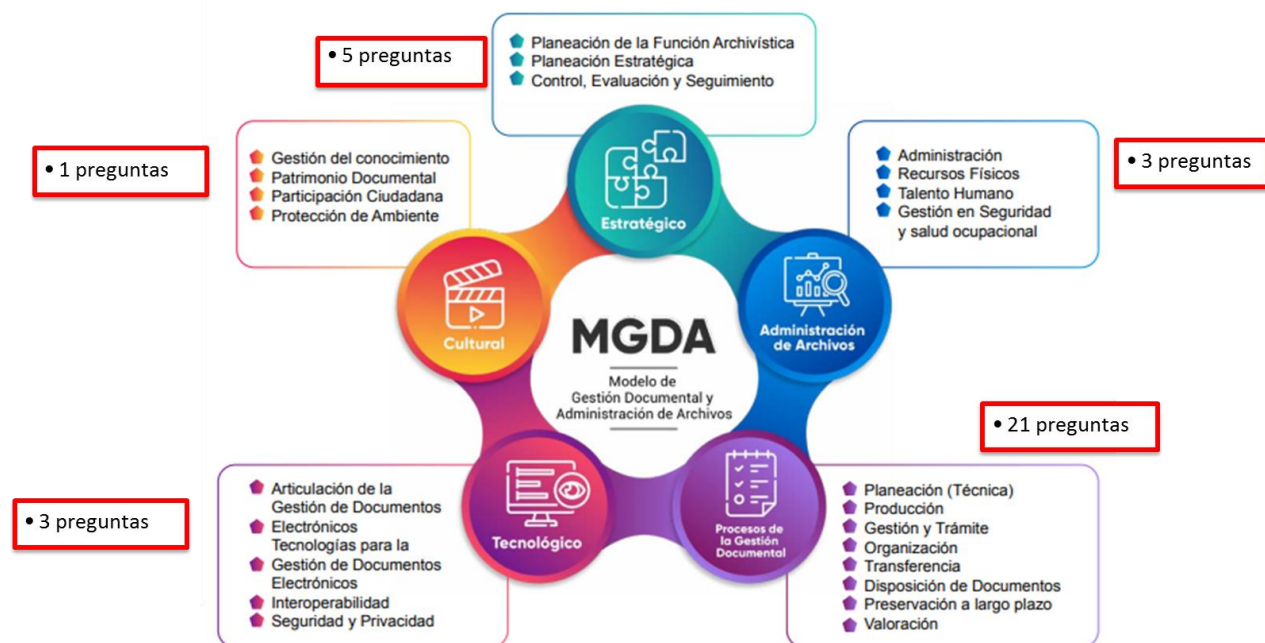 • 5 preguntas
Planeación de la Función Archivística
Planeación Estratégica
Control, Evaluación y Seguimiento
• 1 preguntas
Gestión del conocimiento
Patrimonio Documental
Participación Ciudadana
Protección de Ambiente
Administración
Recursos Físicos
Talento Humano
Gestión en Seguridad
y salud ocupacional
• 3 preguntas
Estratégico
Cultural
Administración
de Archivos
MGDA
Modelo de
Gestión Documental y
Administración de Archivos
• 21 preguntas
• 3 preguntas
Articulación de la
Gestión de Documentos
Electrónicos
Tecnologías para la
Gestión de Documentos
Electrónicos
Interoperabilidad
Seguridad y Privacidad
Tecnológico
Procesos de
la Gestión
Documental
Planeación (Técnica)
Producción
Gestión y Trámite
Organización
Transferencia
Disposición de Documentos
Preservación a largo plazo
Valoración